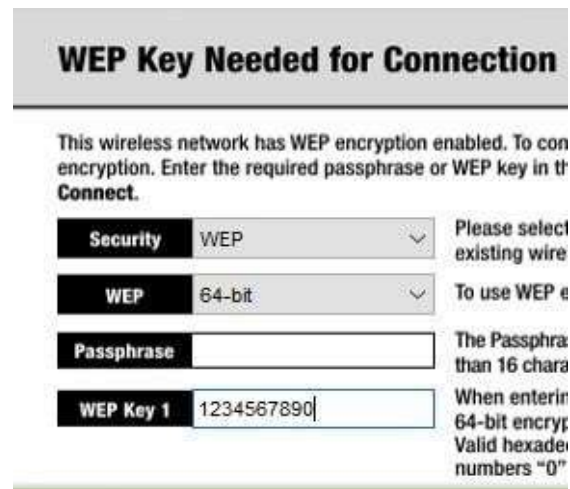 WEP Key Needed for Connection
This wireless network has WEP encryption enabled. To con
encryption. Enter the required passphrase or WEP key in th
Connect.
Security WEP Please select
existing wire
WEP 64-bit To use WEP e
Passphrase The Passphra
than 16 chara
WEP Key 1 1234567890 When enterin
64-bit encryp
Valid hexade
numbers "0"